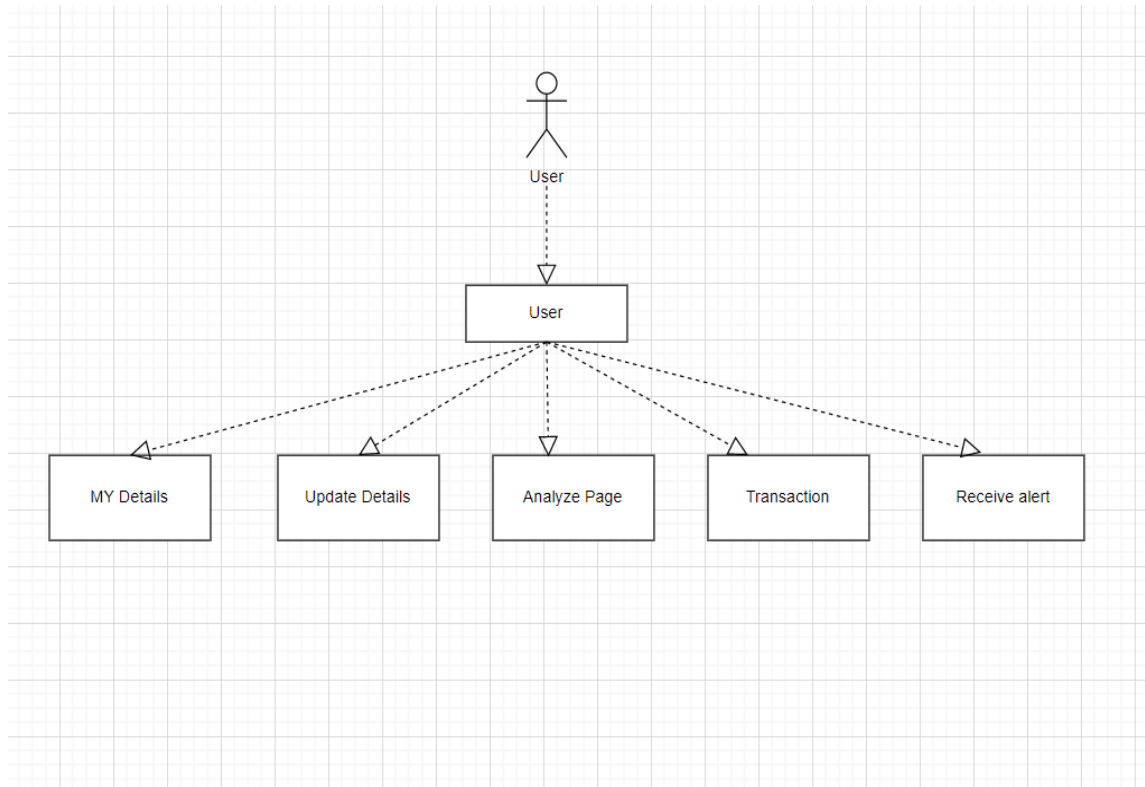 User
User
MY Details
Update Details
Analyze Page
Transaction
Receive alert